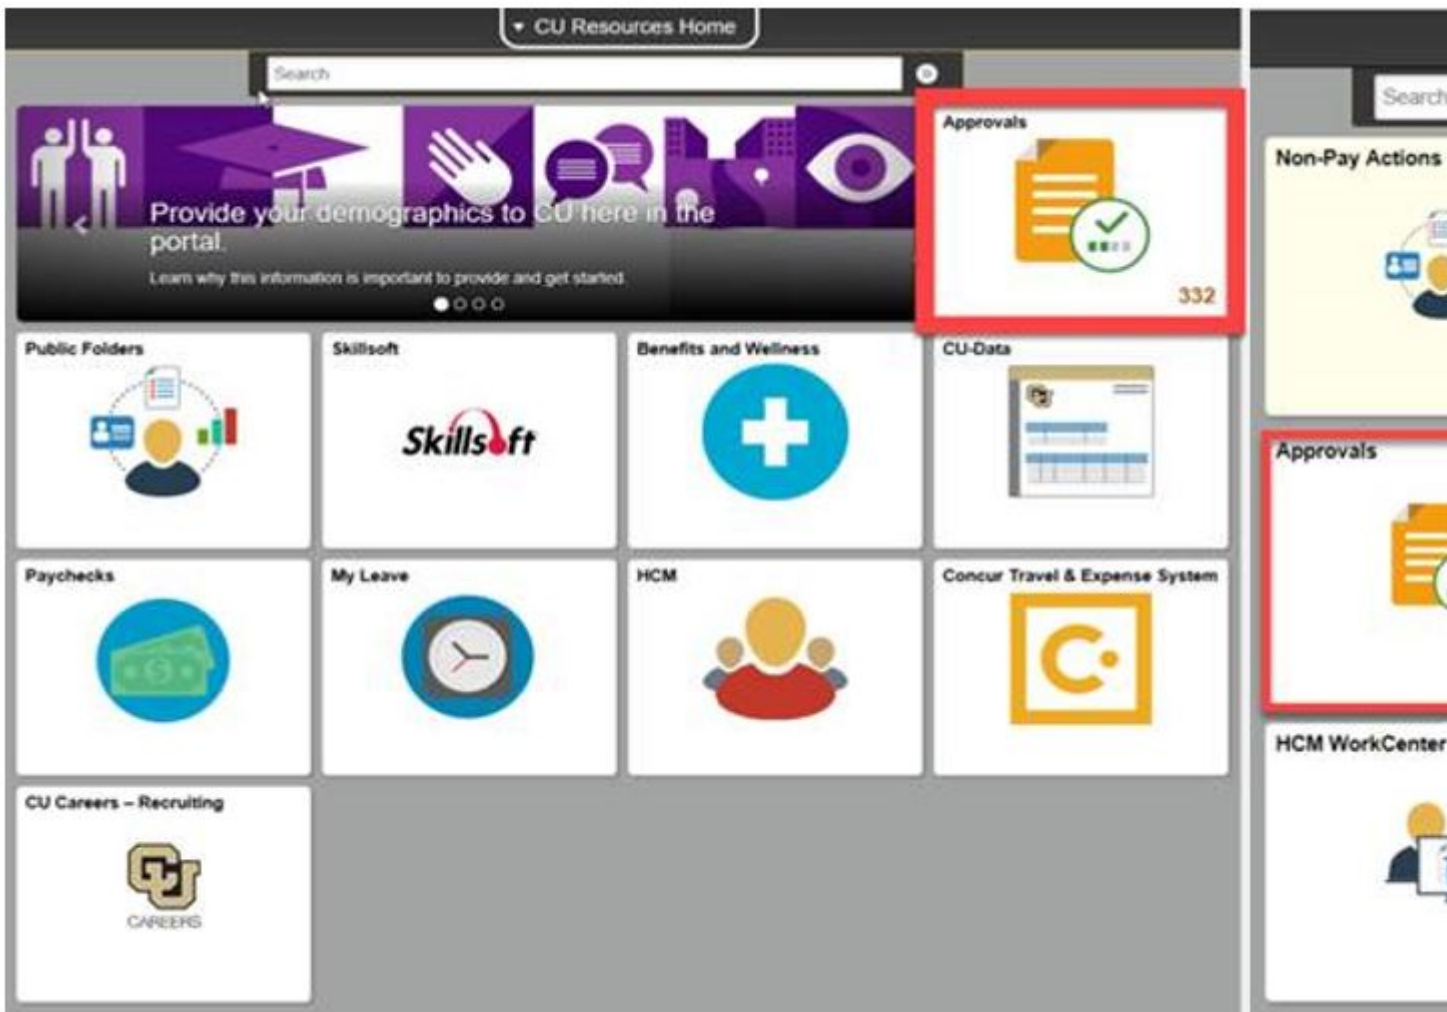 CU Resources Home
Search
Provide your demographics to CU here in the
portal.
Learn why this information is important to provide and get started.
Approvals
332
Public Folders
Skillsoft
Skillsoft
Benefits and Wellness
CU-Data
Paychecks
My Leave
HCM
Concur Travel & Expense System
CU Careers – Recruiting
CU
CAREERS
Search
Non-Pay Actions
Approvals
HCM WorkCenter